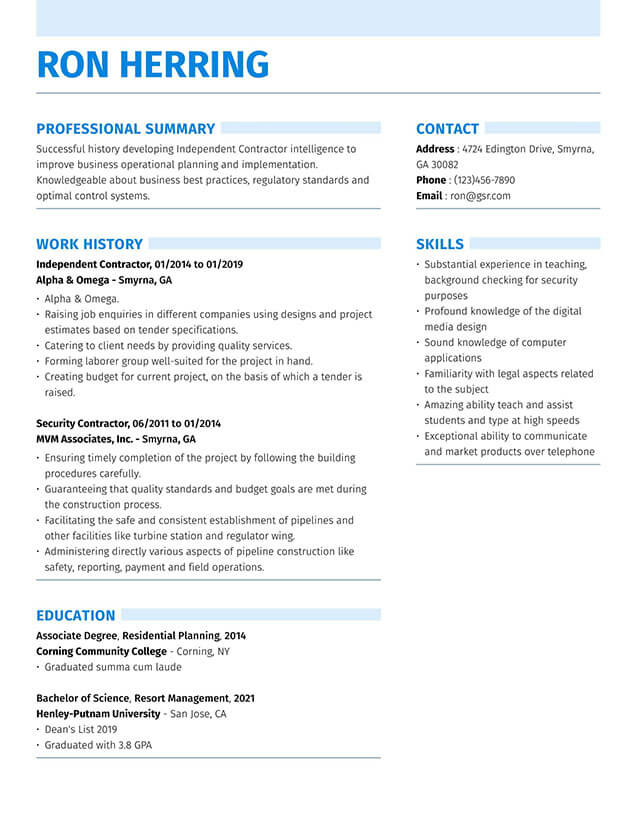 RON HERRING
PROFESSIONAL SUMMARY
Successful history developing Independent Contractor intelligence to
improve business operational planning and implementation.
Knowledgeable about business best practices, regulatory standards and
optimal control systems.
WORK HISTORY
Independent Contractor, 01/2014 to 01/2019
Alpha & Omega - Smyrna, GA
• Alpha & Omega.
• Raising job enquiries in different companies using designs and project
estimates based on tender specifications.
• Catering to client needs by providing quality services.
• Forming laborer group well-suited for the project in hand.
• Creating budget for current project, on the basis of which a tender is
raised.
Security Contractor, 06/2011 to 01/2014
MVM Associates, Inc. - Smyrna, GA
• Ensuring timely completion of the project by following the building
procedures carefully.
• Guaranteeing that quality standards and budget goals are met during
the construction process.
• Facilitating the safe and consistent establishment of pipelines and
other facilities like turbine station and regulator wing.
• Administering directly various aspects of pipeline construction like
safety, reporting, payment and field operations.
EDUCATION
Associate Degree, Residential Planning, 2014
Corning Community College - Corning, NY
• Graduated summa cum laude
Bachelor of Science, Resort Management, 2021
Henley-Putnam University - San Jose, CA
• Dean's List 2019
• Graduated with 3.8 GPA
CONTACT
Address : 4724 Edington Drive, Smyrna,
GA 30082
Phone : (123)456-7890
Email : ron@gsr.com
SKILLS
• Substantial experience in teaching,
background checking for security
purposes
• Profound knowledge of the digital
media design
• Sound knowledge of computer
applications
• Familiarity with legal aspects related
to the subject
• Amazing ability teach and assist
students and type at high speeds
• Exceptional ability to communicate
and market products over telephone